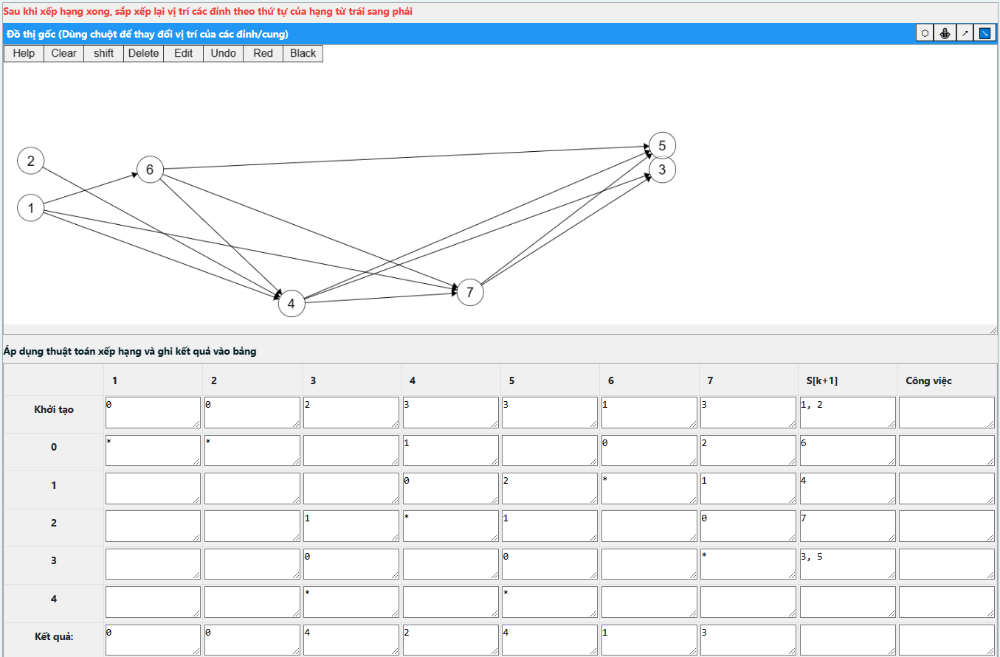 Sau khi xếp hạng xong, sắp xếp lại vị trí các đỉnh theo thứ tự của hạng từ trái sang phải
Đồ thị gốc (Dùng chuột để thay đổi vị trí của các đỉnh/cung)
Help Clear shift Delete Edit Undo Red Black
5
2
6
3
1
7
4
Áp dụng thuật toán xếp hạng và ghi kết quả vào bảng
1 2 3 4 5 6 7 S[k+1] Công việc
Khởi tạo 0 0 2 3 3 1 3 1, 2
0 * * 1 0 2 6
1 0 2 * 1 4
2 1 * 1 0 7
3 0 0 * 3, 5
4 * *
Kết quả: 0 0 4 2 4 1 3